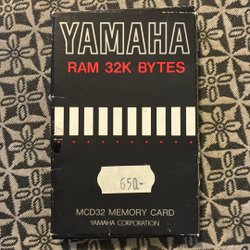 YAMAHA
RAM 32K BYTES
650.-
MCD32 MEMORY CARD
YAMAHA CORPORATION